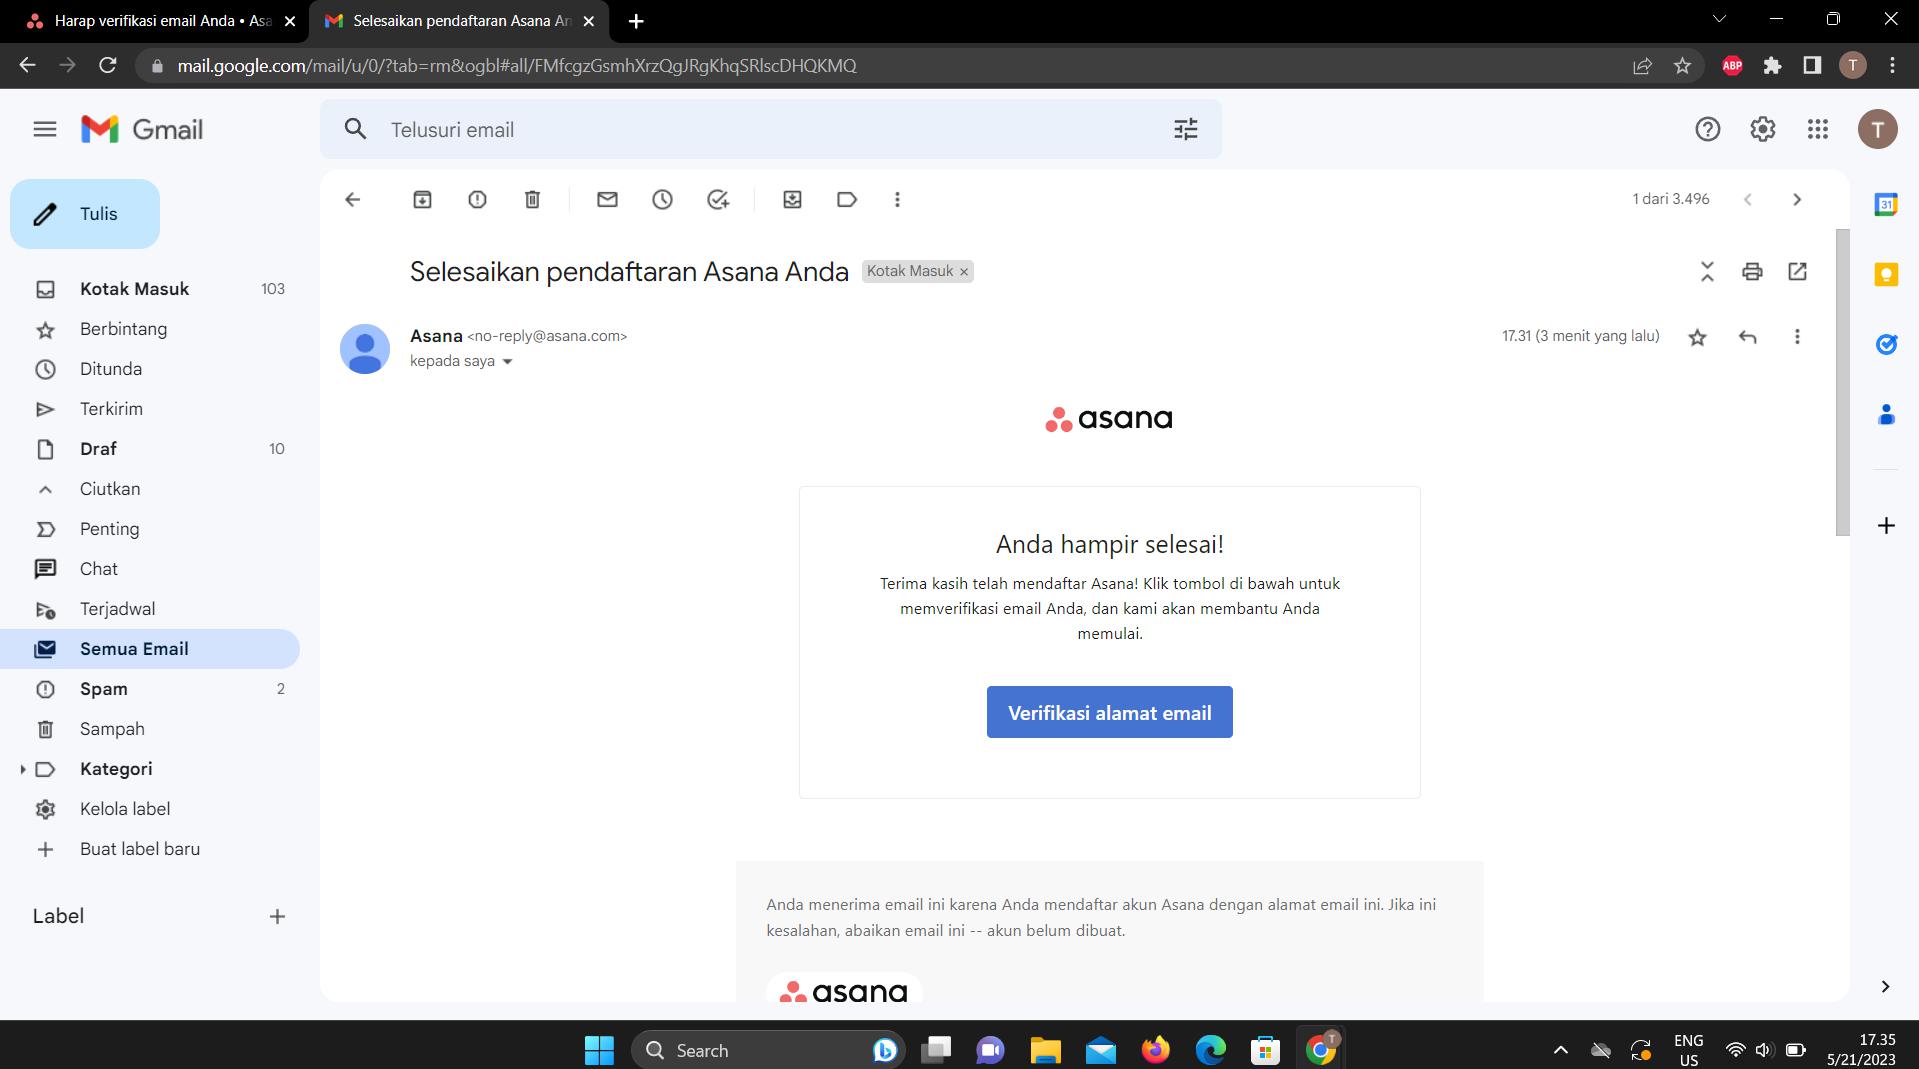 Harap verifikasi email Anda • Asa
Selesaikan pendaftaran Asana An
mail.google.com/mail/u/0/?tab=rm&ogbl#all/FMfcgzGsmhXrzQgJRgKhqSRlscDHQKMQ
ABP
T
Gmail
Telusuri email
T
Tulis
1 dari 3.496
31
Selesaikan pendaftaran Asana Anda
Kotak Masuk ×
Kotak Masuk 103
Berbintang
Ditunda
Terkirim
Draf 10
Ciutkan
Penting
Chat
Terjadwal
Semua Email
Spam 2
Sampah
Kategori
Kelola label
Buat label baru
Label
Asana <no-reply@asana.com>
17.31 (3 menit yang lalu)
kepada saya
asana
Anda hampir selesai!
Terima kasih telah mendaftar Asana! Klik tombol di bawah untuk
memverifikasi email Anda, dan kami akan membantu Anda
memulai.
Verifikasi alamat email
Anda menerima email ini karena Anda mendaftar akun Asana dengan alamat email ini. Jika ini
kesalahan, abaikan email ini -- akun belum dibuat.
asana
Search
T
ENG
US
17.35
5/21/2023